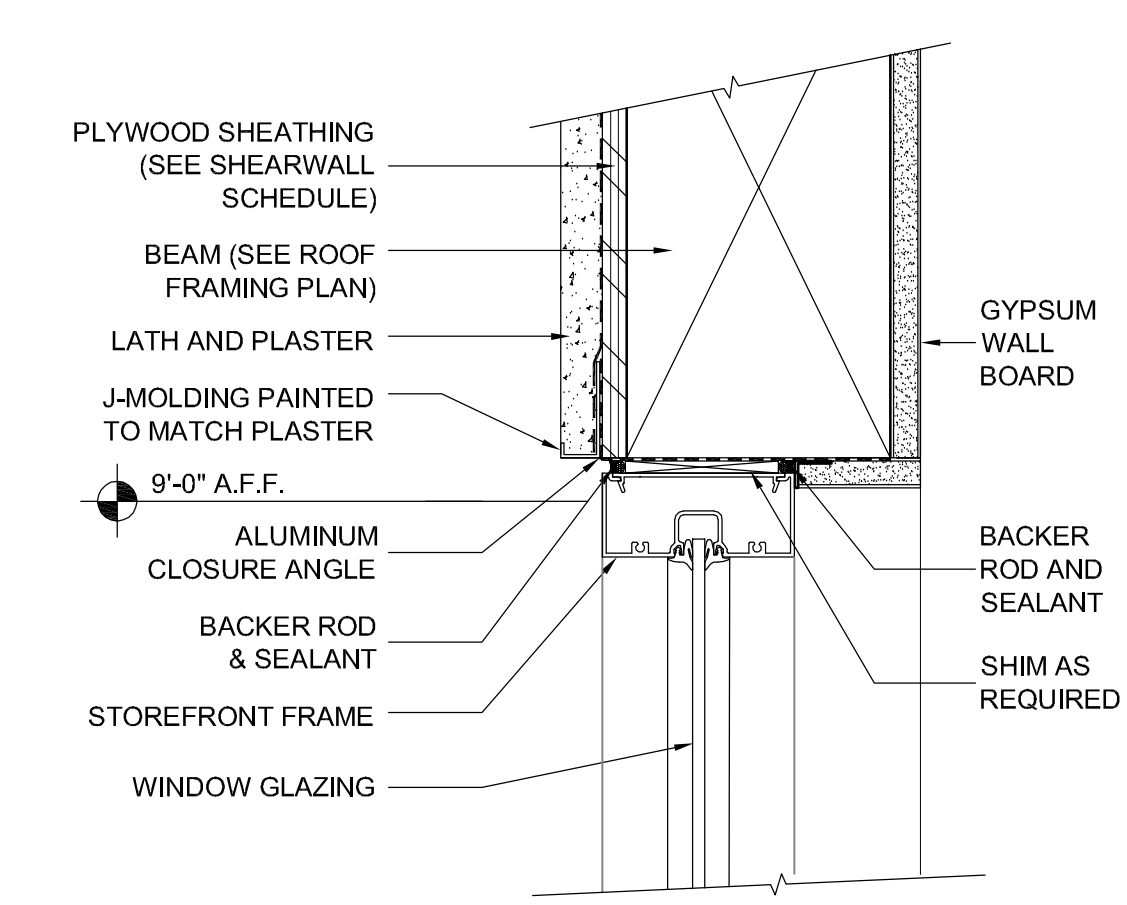 PLYWOOD SHEATHING
(SEE SHEARWALL
SCHEDULE)
BEAM (SEE ROOF
FRAMING PLAN)
LATH AND PLASTER
J-MOLDING PAINTED
TO MATCH PLASTER
9'-0" A.F.F.
ALUMINUM
CLOSURE ANGLE
BACKER ROD
& SEALANT
STOREFRONT FRAME
WINDOW GLAZING
GYPSUM
WALL
BOARD
BACKER
ROD AND
SEALANT
SHIM AS
REQUIRED